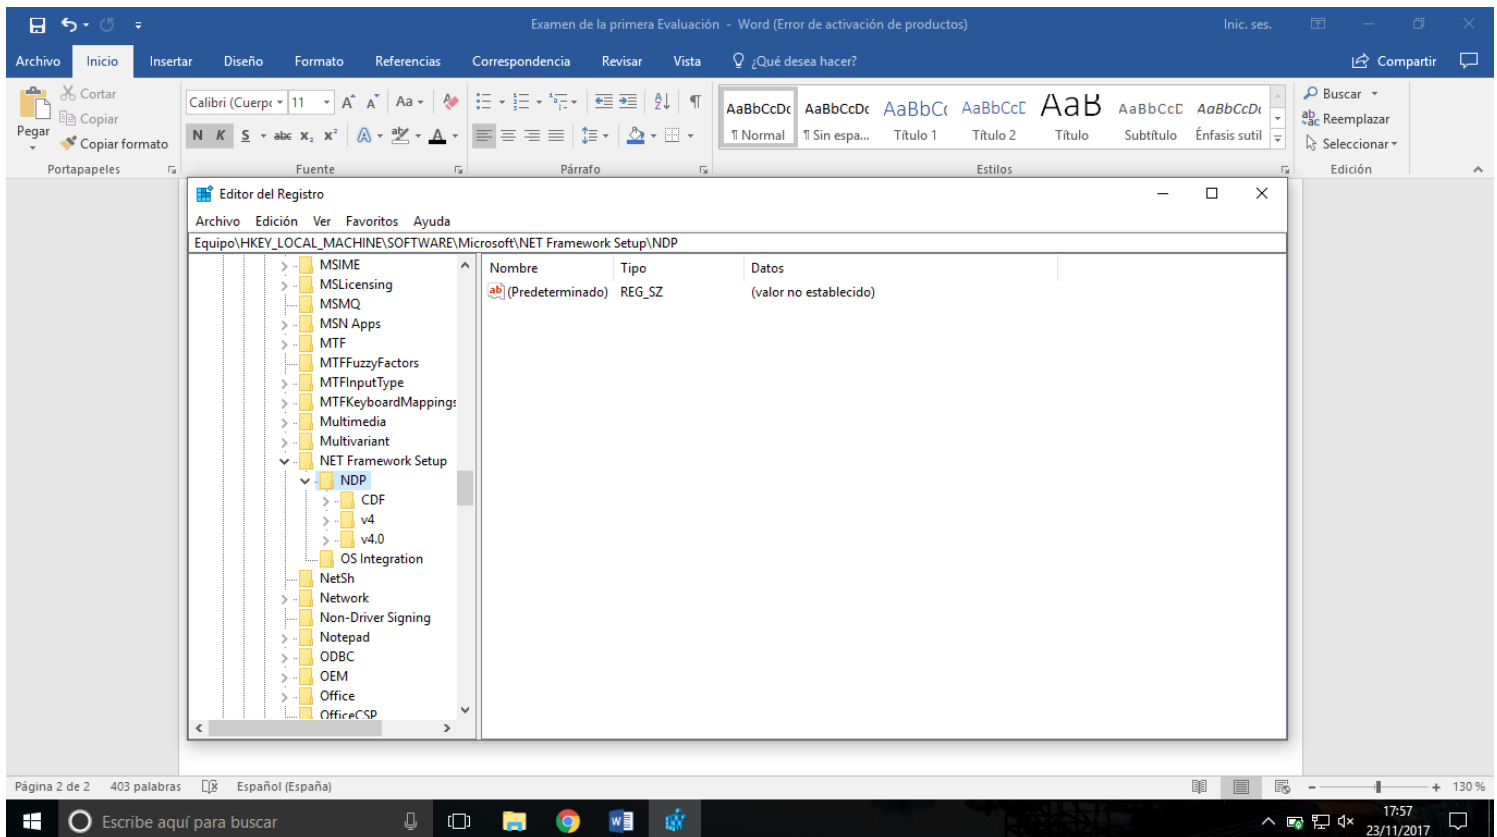 Examen de la primera Evaluación - Word (Error de activación de productos)
Inic. ses.
Archivo Inicio Insertar Diseño Formato Referencias Correspondencia Revisar Vista ¿Qué desea hacer? Compartir
Cortar
Copiar
Copiar formato
Pegar
Portapapeles
Calibri (Cuerpo 11 A A Aa
N K S abc x₂ x² A aby A
Fuente
Párrafo
AaBbCcDc AaBbCcDc AaBbCc AaBbCcE AaB AaBbCcD AaBbCcDc
¶ Normal ¶ Sin espa... Título 1 Título 2 Título Subtítulo Énfasis sutil
Estilos
Buscar
Reemplazar
Seleccionar
Edición
Editor del Registro
Archivo Edición Ver Favoritos Ayuda
Equipo\HKEY_LOCAL_MACHINE\SOFTWARE\Microsoft\NET Framework Setup\NDP
MSIME
MSLicensing
MSMQ
MSN Apps
MTF
MTFFuzzyFactors
MTFInputType
MTFKeyboardMappings
Multimedia
Multivariant
NET Framework Setup
NDP
CDF
v4
v4.0
OS Integration
NetSh
Network
Non-Driver Signing
Notepad
ODBC
OEM
Office
OfficeCSP
Nombre Tipo Datos
(Predeterminado) REG_SZ (valor no establecido)
Página 2 de 2 403 palabras Español (España) 130 %
Escribe aquí para buscar
17:57
23/11/2017